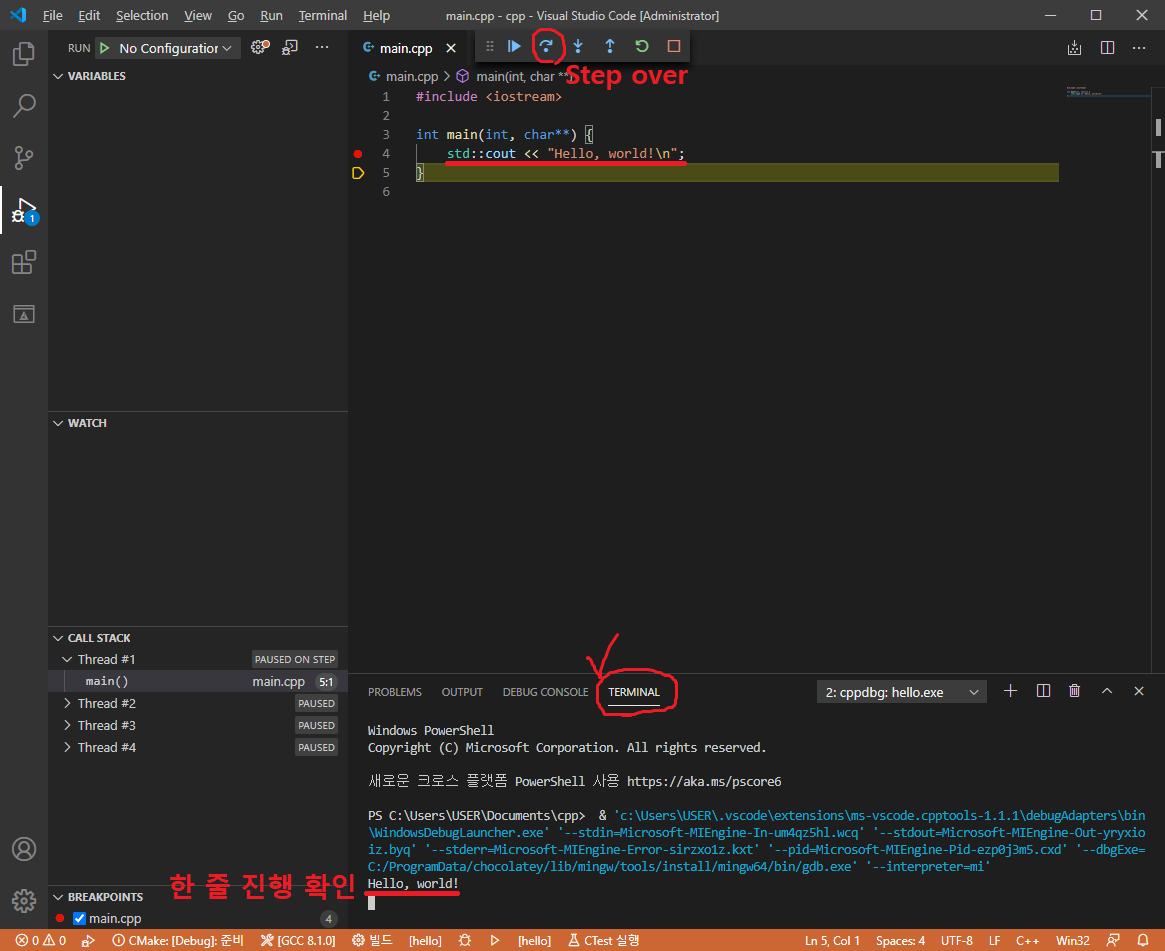 File Edit Selection View Go Run Terminal Help main.cpp - cpp - Visual Studio Code [Administrator]
RUN No Configuration
main.cpp
VARIABLES
main.cpp > main(int, char **)
Step over
1 #include <iostream>
2
3 int main(int, char**) {
4 std::cout << "Hello, world!\n";
5 }
6
1
WATCH
CALL STACK
Thread #1 PAUSED ON STEP
main() main.cpp 5:1
Thread #2 PAUSED
Thread #3 PAUSED
Thread #4 PAUSED
PROBLEMS OUTPUT DEBUG CONSOLE TERMINAL 2: cppdbg: hello.exe
Windows PowerShell
Copyright (C) Microsoft Corporation. All rights reserved.
새로운 크로스 플랫폼 PowerShell 사용 https://aka.ms/pscore6
PS C:\Users\USER\Documents\cpp> & 'c:\Users\USER\.vscode\extensions\ms-vscode.cpptools-1.1.1\debugAdapters\bin
\WindowsDebugLauncher.exe' '--stdin=Microsoft-MIEngine-In-um4qz5hl.wcq' '--stdout=Microsoft-MIEngine-Out-yryxio
iz.byq' '--stderr=Microsoft-MIEngine-Error-sirzxo1z.kxt' '--pid=Microsoft-MIEngine-Pid-ezp0j3m5.cxd' '--dbgExe=
C:/ProgramData/chocolatey/lib/mingw/tools/install/mingw64/bin/gdb.exe' '--interpreter=mi'
Hello, world!
한 줄 진행 확인
BREAKPOINTS
main.cpp 4
0 0 CMake: [Debug]: 준비 [GCC 8.1.0] 빌드 [hello] [hello] CTest 실행 Ln 5, Col 1 Spaces: 4 UTF-8 LF C++ Win32